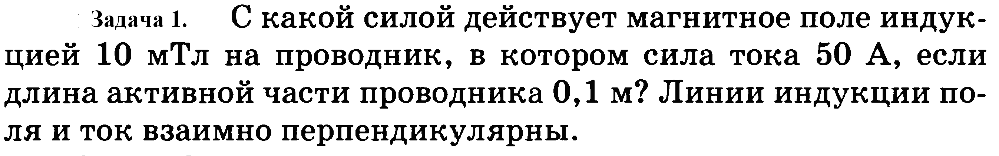 Задача 1. С какой силой действует магнитное поле индук-
цией 10 мТл на проводник, в котором сила тока 50 А, если
длина активной части проводника 0,1 м? Линии индукции по-
ля и ток взаимно перпендикулярны.